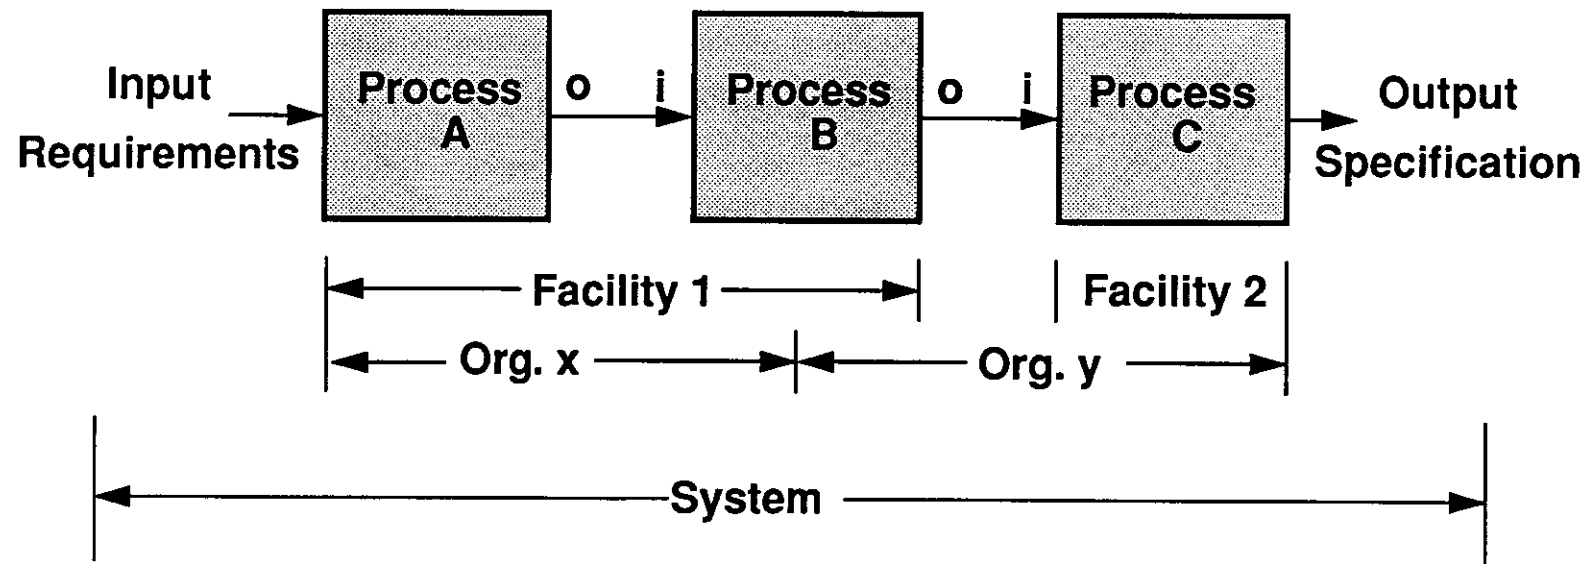 Input
Requirements
Process
A
o i
Process
B
o i
Process
C
Output
Specification
Facility 1
Facility 2
Org. x
Org. y
System